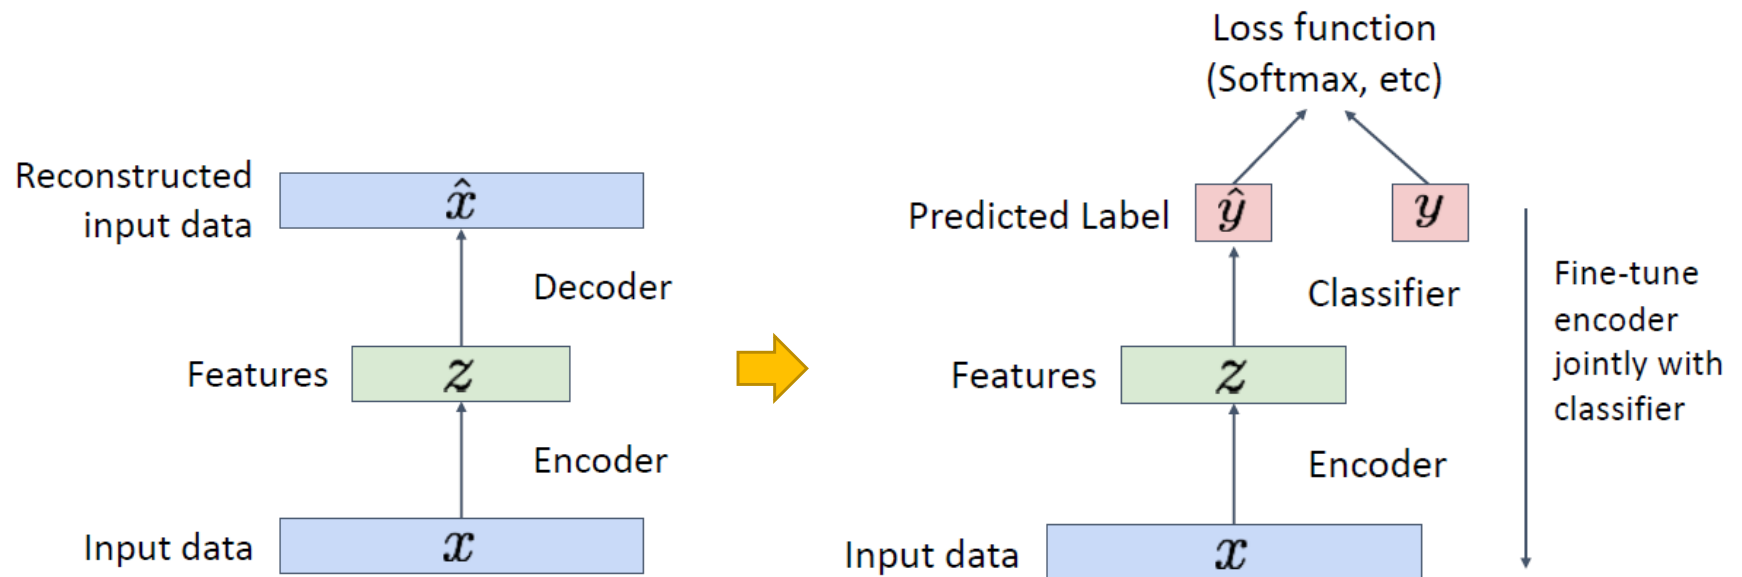 Reconstructed
input data
x̂
Decoder
Features
z
Encoder
Input data
x
Loss function
(Softmax, etc)
Predicted Label
ŷ
y
Classifier
Features
z
Encoder
Input data
x
Fine-tune
encoder
jointly with
classifier